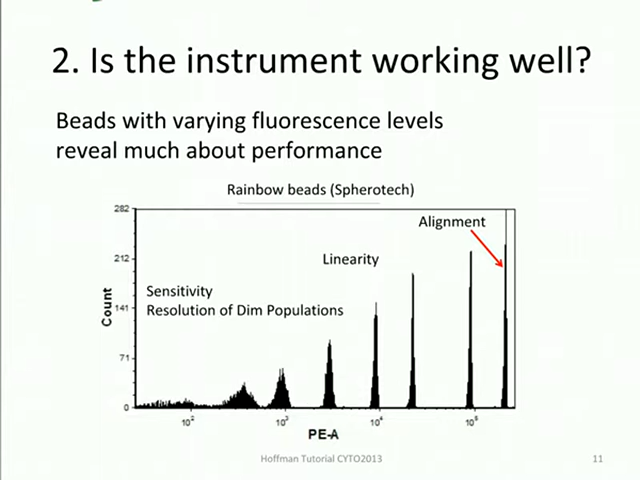 2. Is the instrument working well?
Beads with varying fluorescence levels
reveal much about performance
Rainbow beads (Spherotech)
282
Alignment
212
Linearity
Sensitivity
Resolution of Dim Populations
Count
141
71
0
10² 10³ 10⁴ 10⁵
PE-A
Hoffman Tutorial CYTO2013
11